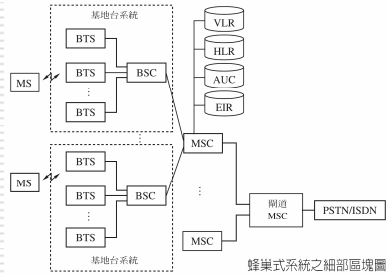 基地台系統
BTS
BTS
⋮
BTS
BSC
MS
VLR
HLR
AUC
EIR
⋮
MSC
MS
BTS
BTS
⋮
BTS
BSC
基地台系統
⋮
MSC
閘道
MSC
PSTN/ISDN
蜂巢式系統之細部區塊圖